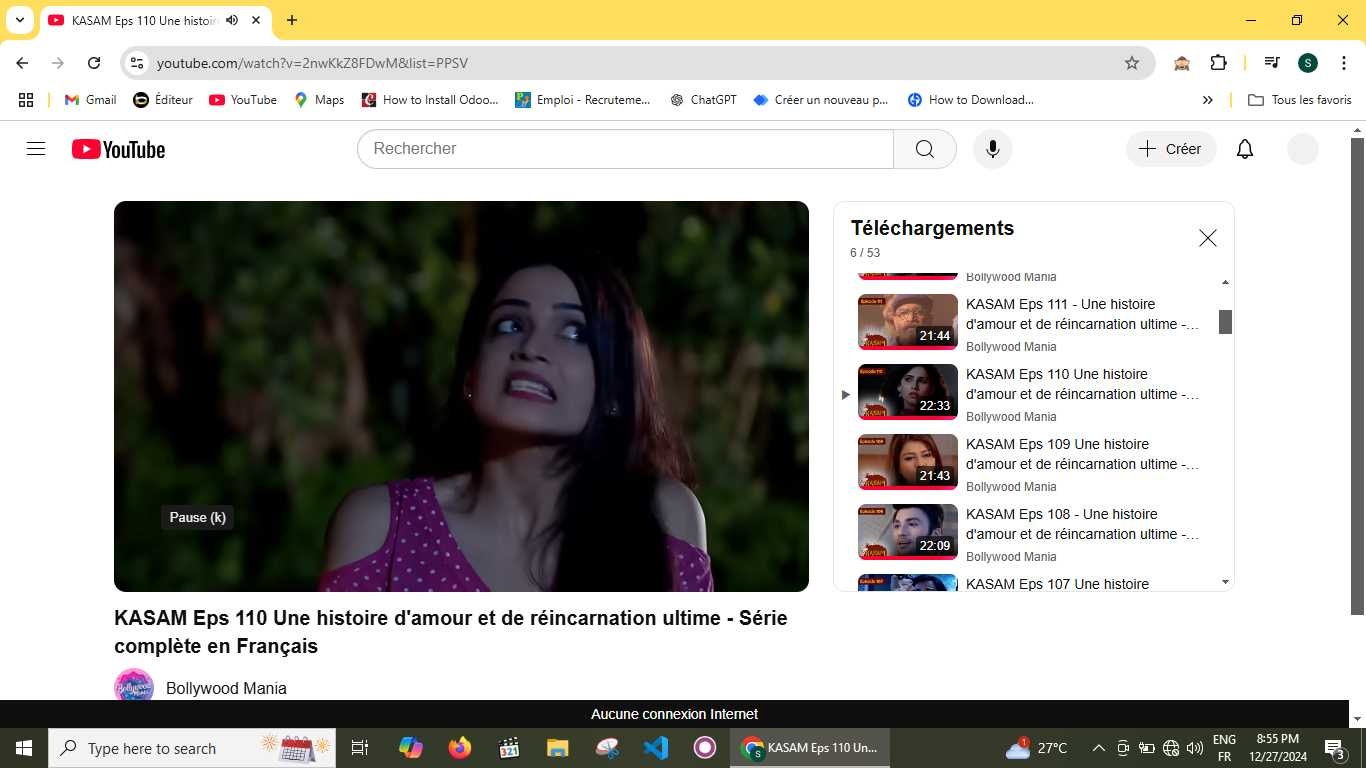 KASAM Eps 110 Une histoir
youtube.com/watch?v=2nwKkZ8FDwM&list=PPSV
S
Gmail
Éditeur
YouTube
Maps
How to Install Odoo...
Emploi - Recruteme...
ChatGPT
Créer un nouveau p...
How to Download...
Tous les favoris
YouTube
Rechercher
Créer
Téléchargements
6 / 53
Bollywood Mania
KASAM Eps 111 - Une histoire
d'amour et de réincarnation ultime -...
21:44
Bollywood Mania
KASAM Eps 110 Une histoire
d'amour et de réincarnation ultime -...
22:33
Bollywood Mania
KASAM Eps 109 Une histoire
d'amour et de réincarnation ultime -...
21:43
Bollywood Mania
KASAM Eps 108 - Une histoire
d'amour et de réincarnation ultime -...
22:09
Bollywood Mania
KASAM Eps 107 Une histoire
Pause (k)
KASAM Eps 110 Une histoire d'amour et de réincarnation ultime - Série
complète en Français
Bollywood Mania
Aucune connexion Internet
Type here to search
KASAM Eps 110 Un...
27°C
ENG
FR
8:55 PM
12/27/2024
3